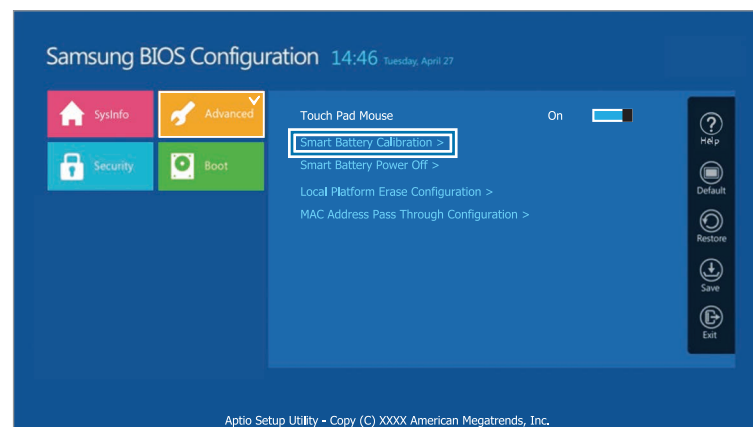 Samsung BIOS Configuration 14:46 Tuesday, April 27
SysInfo
Advanced
Security
Boot
Touch Pad Mouse On
Smart Battery Calibration >
Smart Battery Power Off >
Local Platform Erase Configuration >
MAC Address Pass Through Configuration >
Help
Default
Restore
Save
Exit
Aptio Setup Utility - Copy (C) XXXX American Megatrends, Inc.